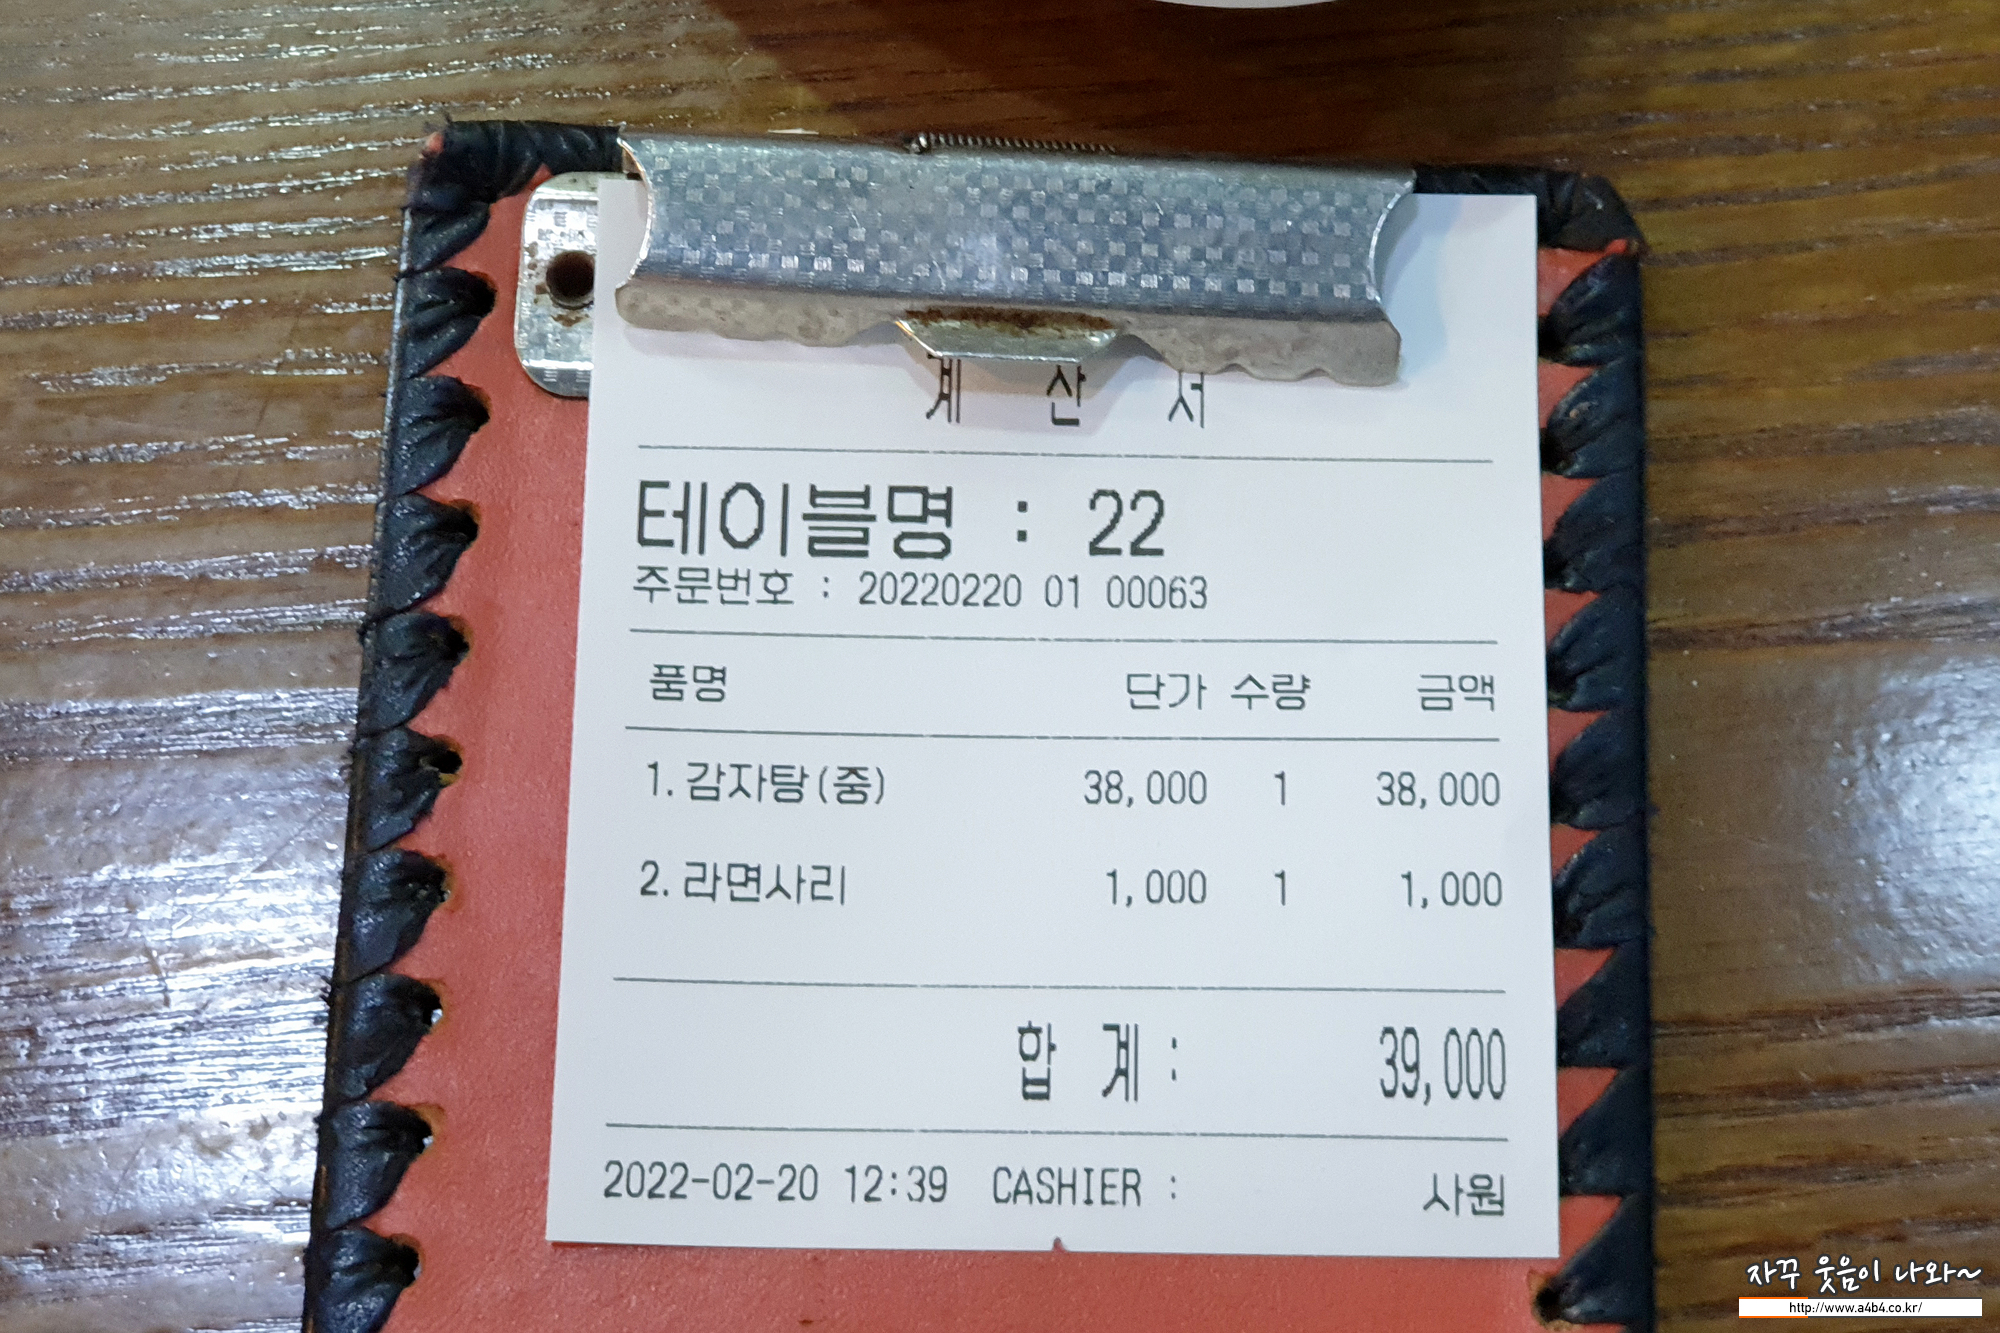 계 산 서
테이블명 : 22
주문번호 : 20220220 01 00063
품명 단가 수량 금액
1. 감자탕(중) 38,000 1 38,000
2. 라면사리 1,000 1 1,000
합 계 : 39,000
2022-02-20 12:39 CASHIER : 사원
자꾸 웃음이 나와~
http://www.a4b4.co.kr/